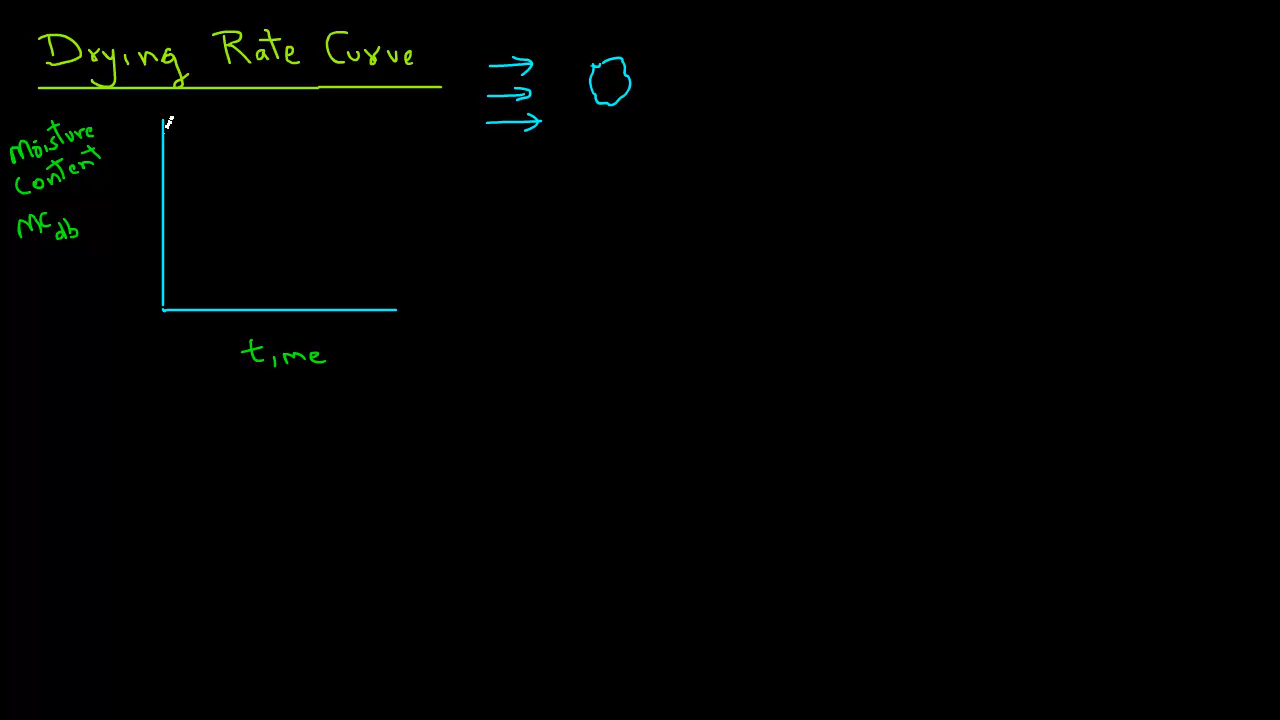 Drying Rate Curve
Moisture
Content
MC db
time